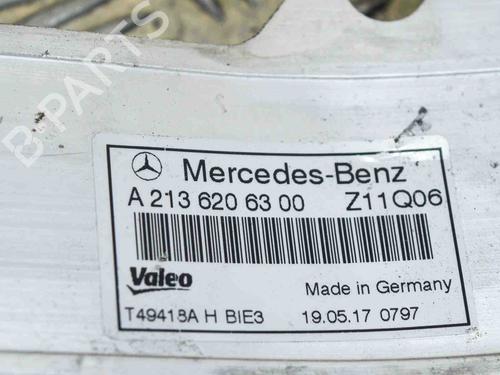 B-PARTS
Mercedes-Benz
A 213 620 63 00 Z11Q06
Valeo
Made in Germany
T49418A H BIE3 19.05.17 0797